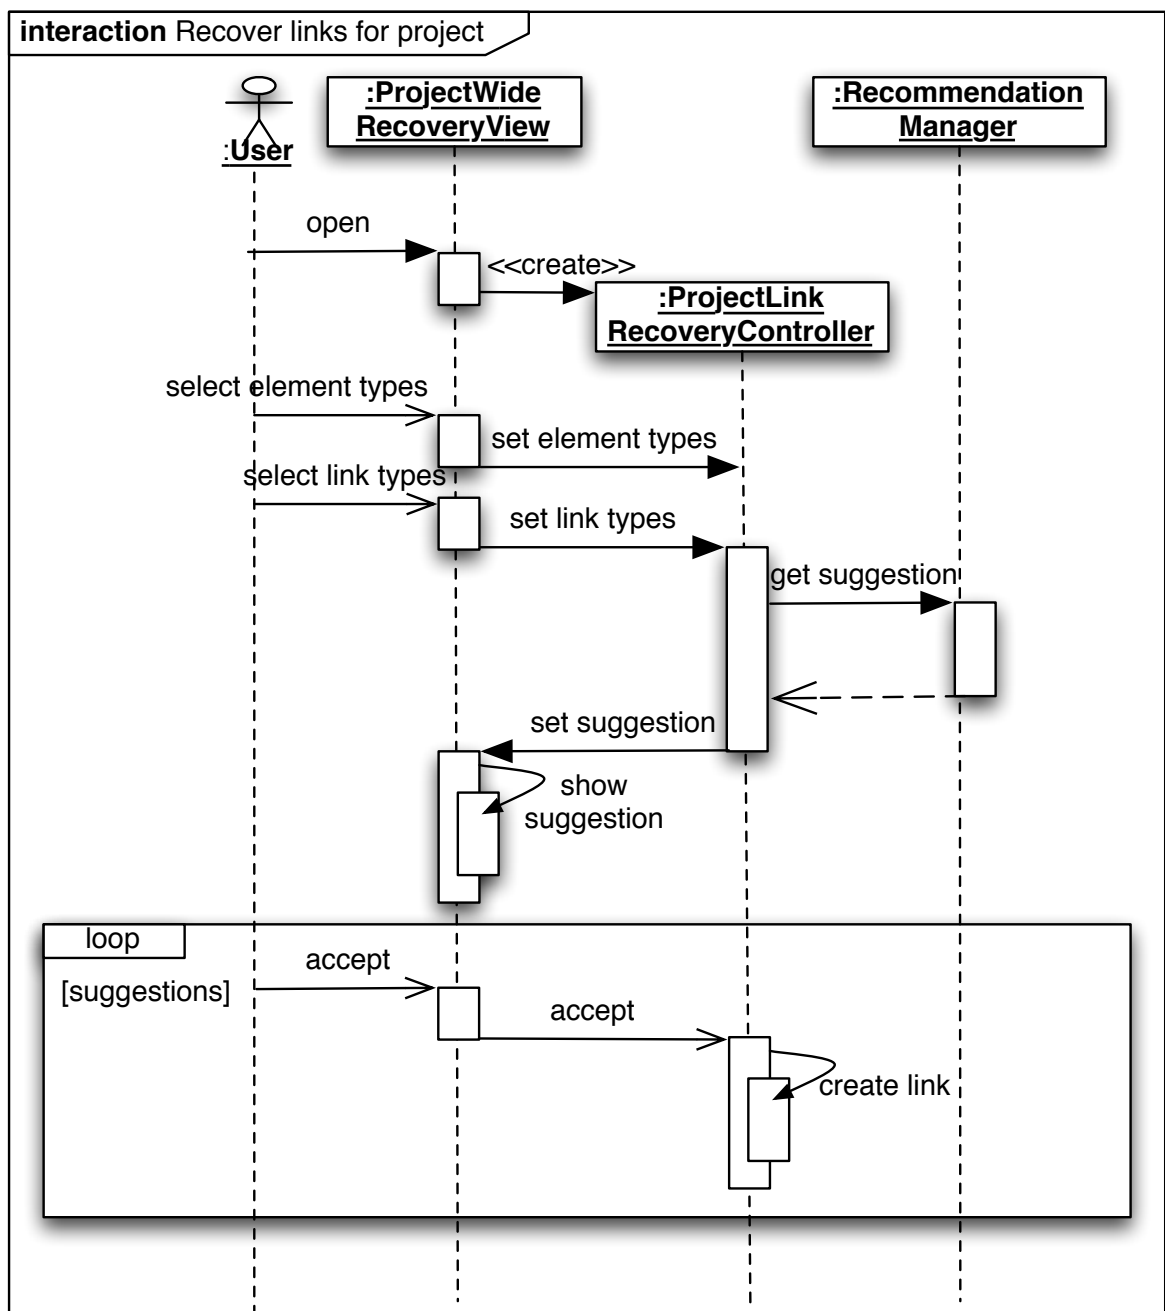 interaction Recover links for project
:ProjectWide
RecoveryView
:Recommendation
Manager
:User
open
<<create>>
:ProjectLink
RecoveryController
select element types
set element types
select link types
set link types
get suggestion
set suggestion
show
suggestion
loop
accept
[suggestions]
accept
create link